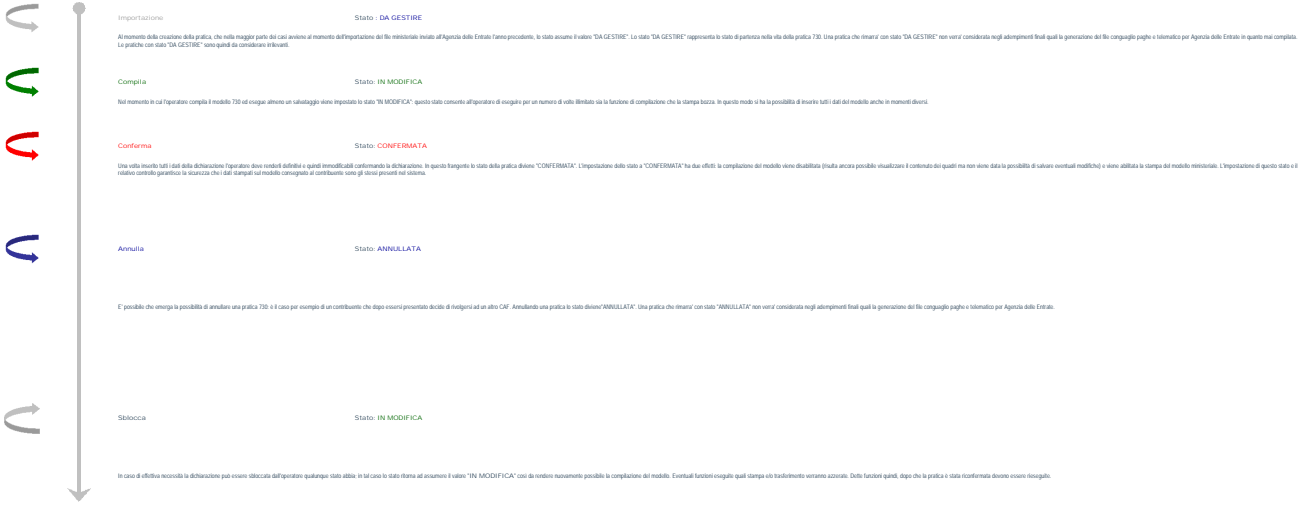 Importazione Stato : DA GESTIRE
Al momento della creazione della pratica, che nella maggior parte dei casi avviene al momento dell'importazione del file ministeriale inviato all'Agenzia delle Entrate l'anno precedente, lo stato assume il valore "DA GESTIRE". Lo stato "DA GESTIRE" rappresenta lo stato di partenza nella vita della pratica 730. Una pratica che rimarra' con stato "DA GESTIRE" non verra' considerata negli adempimenti finali quali la generazione del file conguaglio paghe e telematico per Agenzia delle Entrate in quanto mai compilata.
Le pratiche con stato "DA GESTIRE" sono quindi da considerare irrilevanti.
Compila Stato: IN MODIFICA
Nel momento in cui l'operatore compila il modello 730 ed esegue almeno un salvataggio viene impostato lo stato "IN MODIFICA": questo stato consente all'operatore di eseguire per un numero di volte illimitato sia la funzione di compilazione che la stampa bozza. In questo modo si ha la possibilità di inserire tutti i dati del modello anche in momenti diversi.
Conferma Stato: CONFERMATA
Una volta inserito tutti i dati della dichiarazione l'operatore deve renderli definitivi e quindi immodificabili confermando la dichiarazione. In questo frangente lo stato della pratica diviene "CONFERMATA". L'impostazione dello stato a "CONFERMATA" ha due effetti: la compilazione del modello viene disabilitata (risulta ancora possibile visualizzare il contenuto dei quadri ma non viene data la possibilità di salvare eventuali modifiche) e viene abilitata la stampa del modello ministeriale. L'impostazione di questo stato e il
relativo controllo garantisce la sicurezza che i dati stampati sul modello consegnato al contribuente sono gli stessi presenti nel sistema.
Annulla Stato: ANNULLATA
E' possibile che emerga la possibilità di annullare una pratica 730: è il caso per esempio di un contribuente che dopo essersi presentato decide di rivolgersi ad un altro CAF. Annullando una pratica lo stato diviene"ANNULLATA". Una pratica che rimarra' con stato "ANNULLATA" non verra' considerata negli adempimenti finali quali la generazione del file conguaglio paghe e telematico per Agenzia delle Entrate.
Sblocca Stato: IN MODIFICA
In caso di effettiva necessità la dichiarazione può essere sbloccata dall'operatore qualunque stato abbia: in tal caso lo stato ritorna ad assumere il valore "IN MODIFICA" così da rendere nuovamente possibile la compilazione del modello. Eventuali funzioni eseguite quali stampa e/o trasferimento verranno azzerate. Dette funzioni quindi, dopo che la pratica è stata riconfermata devono essere rieseguite.